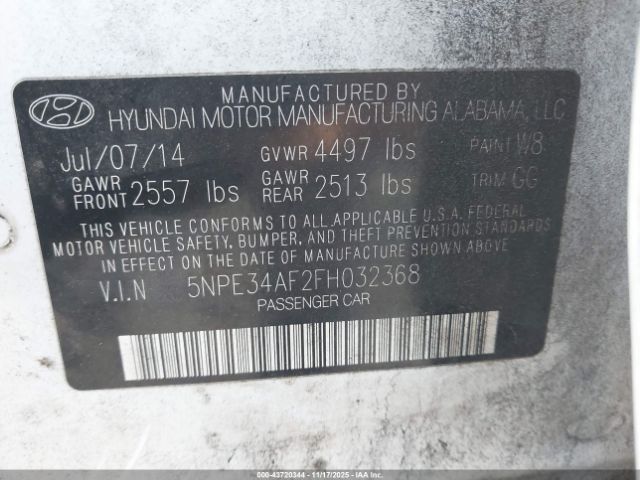 MANUFACTURED BY
HYUNDAI MOTOR MANUFACTURING ALABAMA, LLC
Jul/07/14 GVWR 4497 lbs PAINT W8
GAWR FRONT 2557 lbs GAWR REAR 2513 lbs TRIM GG
THIS VEHICLE CONFORMS TO ALL APPLICABLE U.S.A. FEDERAL
MOTOR VEHICLE SAFETY, BUMPER, AND THEFT PREVENTION STANDARDS
IN EFFECT ON THE DATE OF MANUFACTURE SHOWN ABOVE
V.I.N 5NPE34AF2FH032368
PASSENGER CAR
000-43720344 * 11/17/2025 * IAAI.COM